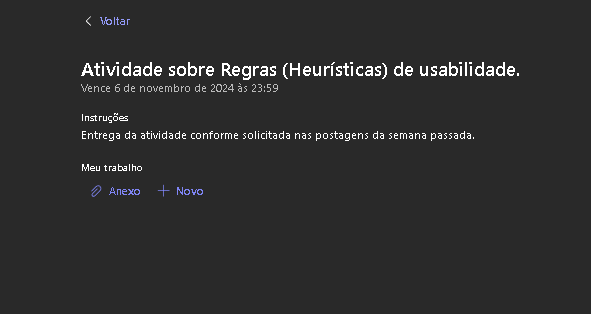 Voltar
Atividade sobre Regras (Heurísticas) de usabilidade.
Vence 6 de novembro de 2024 às 23:59
Instruções
Entrega da atividade conforme solicitada nas postagens da semana passada.
Meu trabalho
Anexo Novo